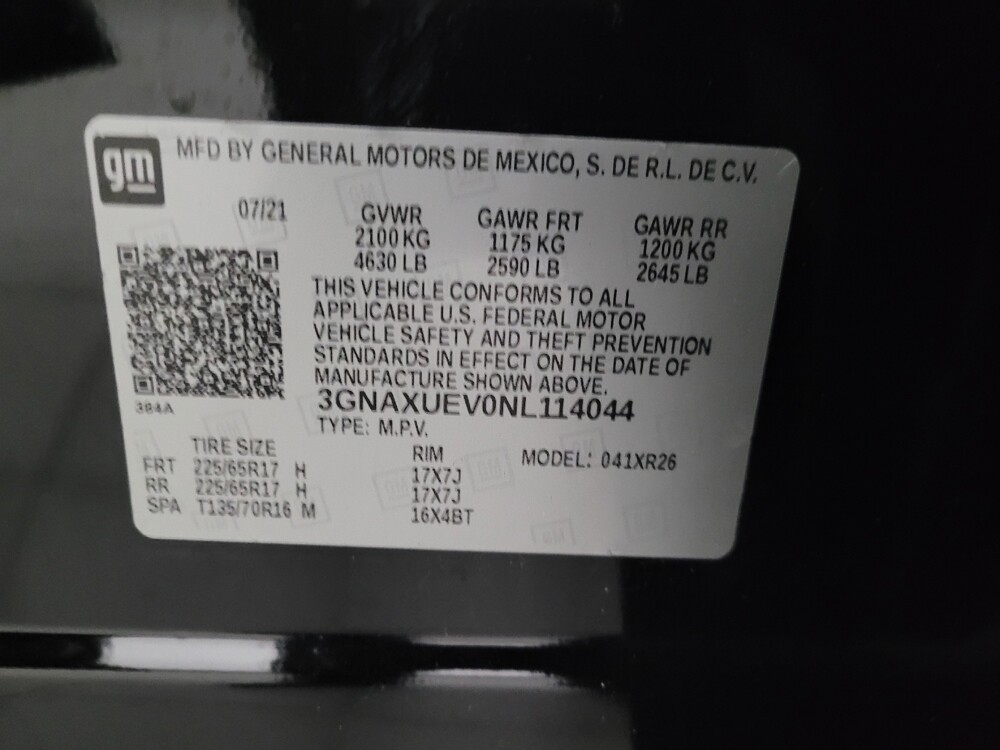 gm
MFD BY GENERAL MOTORS DE MEXICO, S. DE R.L. DE C.V.
07/21
GVWR GAWR FRT GAWR RR
2100 KG 1175 KG 1200 KG
4630 LB 2590 LB 2645 LB
THIS VEHICLE CONFORMS TO ALL
APPLICABLE U.S. FEDERAL MOTOR
VEHICLE SAFETY AND THEFT PREVENTION
STANDARDS IN EFFECT ON THE DATE OF
MANUFACTURE SHOWN ABOVE.
3GNAXUEV0NL114044
TYPE: M.P.V.
384A
TIRE SIZE RIM MODEL: 041XR26
FRT 225/65R17 H 17X7J
RR 225/65R17 H 17X7J
SPA T135/70R16 M 16X4BT